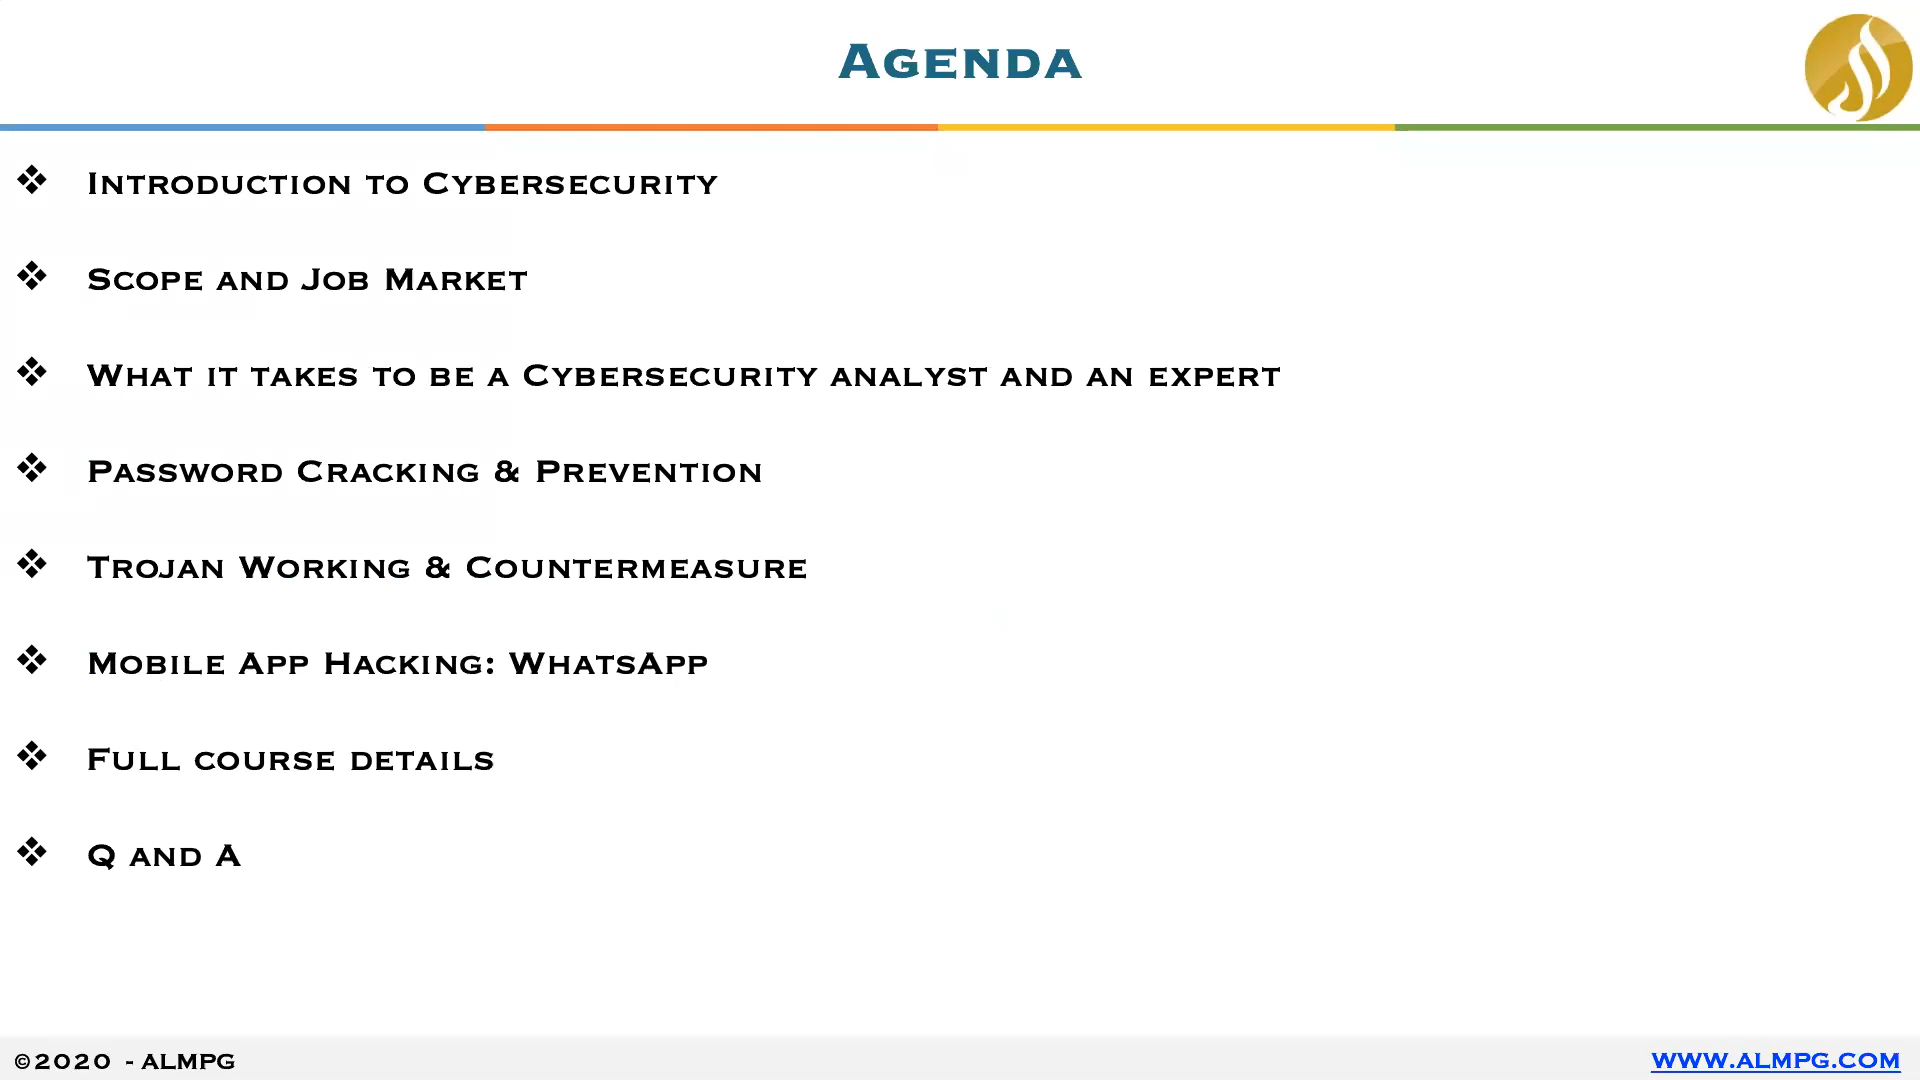 Agenda
❖ Introduction to Cybersecurity
❖ Scope and Job Market
❖ What it takes to be a Cybersecurity analyst and an expert
❖ Password Cracking & Prevention
❖ Trojan Working & Countermeasure
❖ Mobile App Hacking: WhatsApp
❖ Full course details
❖ Q and A
©2020 - ALMPG
WWW.ALMPG.COM